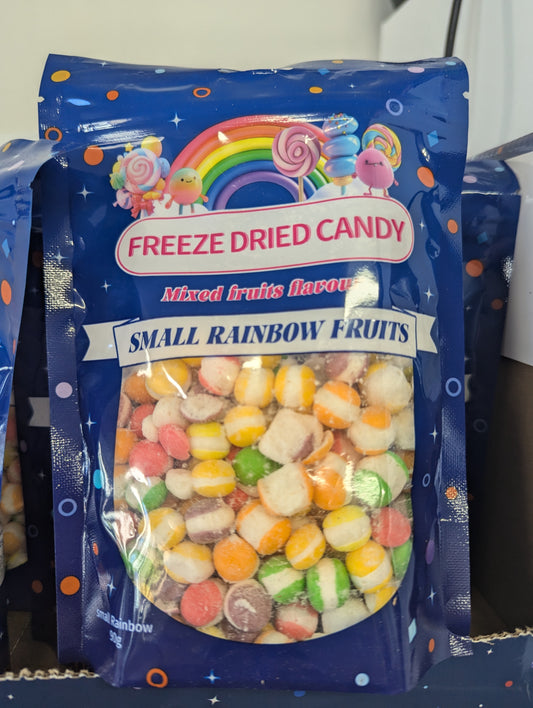 FREEZE DRIED CANDY
Mixed fruits flavour
SMALL RAINBOW FRUITS
Small Rainbow
90g